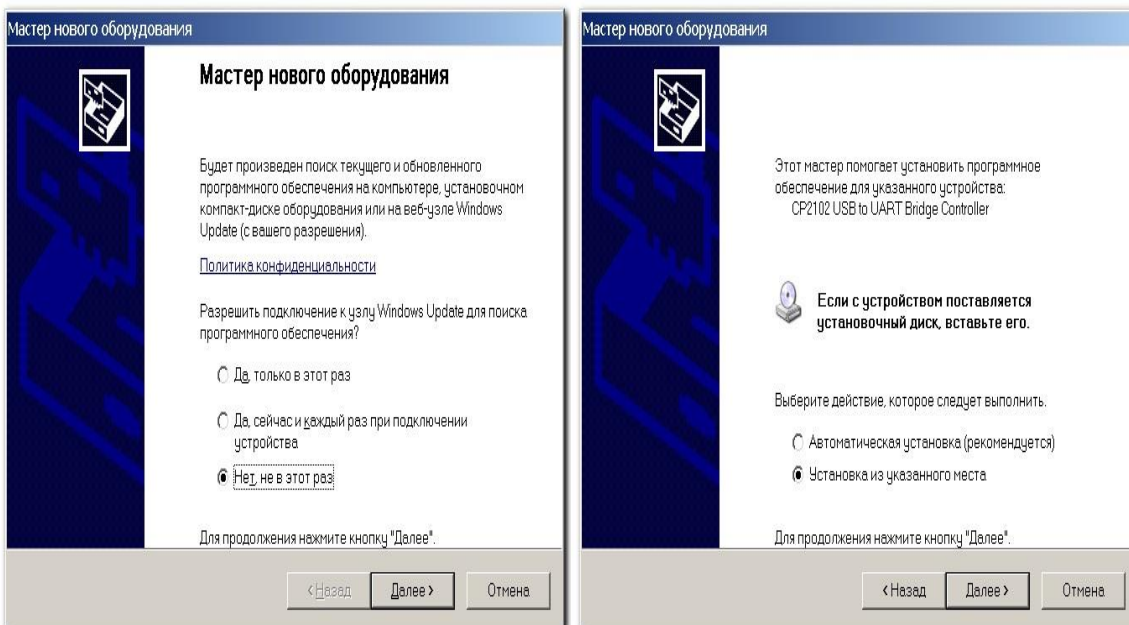 Мастер нового оборудования
Мастер нового оборудования
Будет произведен поиск текущего и обновленного
программного обеспечения на компьютере, установочном
компакт-диске оборудования или на веб-узле Windows
Update (с вашего разрешения).
Политика конфиденциальности
Разрешить подключение к узлу Windows Update для поиска
программного обеспечения?
Да, только в этот раз
Да, сейчас и каждый раз при подключении
устройства
Нет, не в этот раз
Для продолжения нажмите кнопку "Далее".
< Назад
Далее >
Отмена
Мастер нового оборудования
Этот мастер помогает установить программное
обеспечение для указанного устройства:
CP2102 USB to UART Bridge Controller
Если с устройством поставляется
установочный диск, вставьте его.
Выберите действие, которое следует выполнить.
Автоматическая установка (рекомендуется)
Установка из указанного места
Для продолжения нажмите кнопку "Далее".
< Назад
Далее >
Отмена